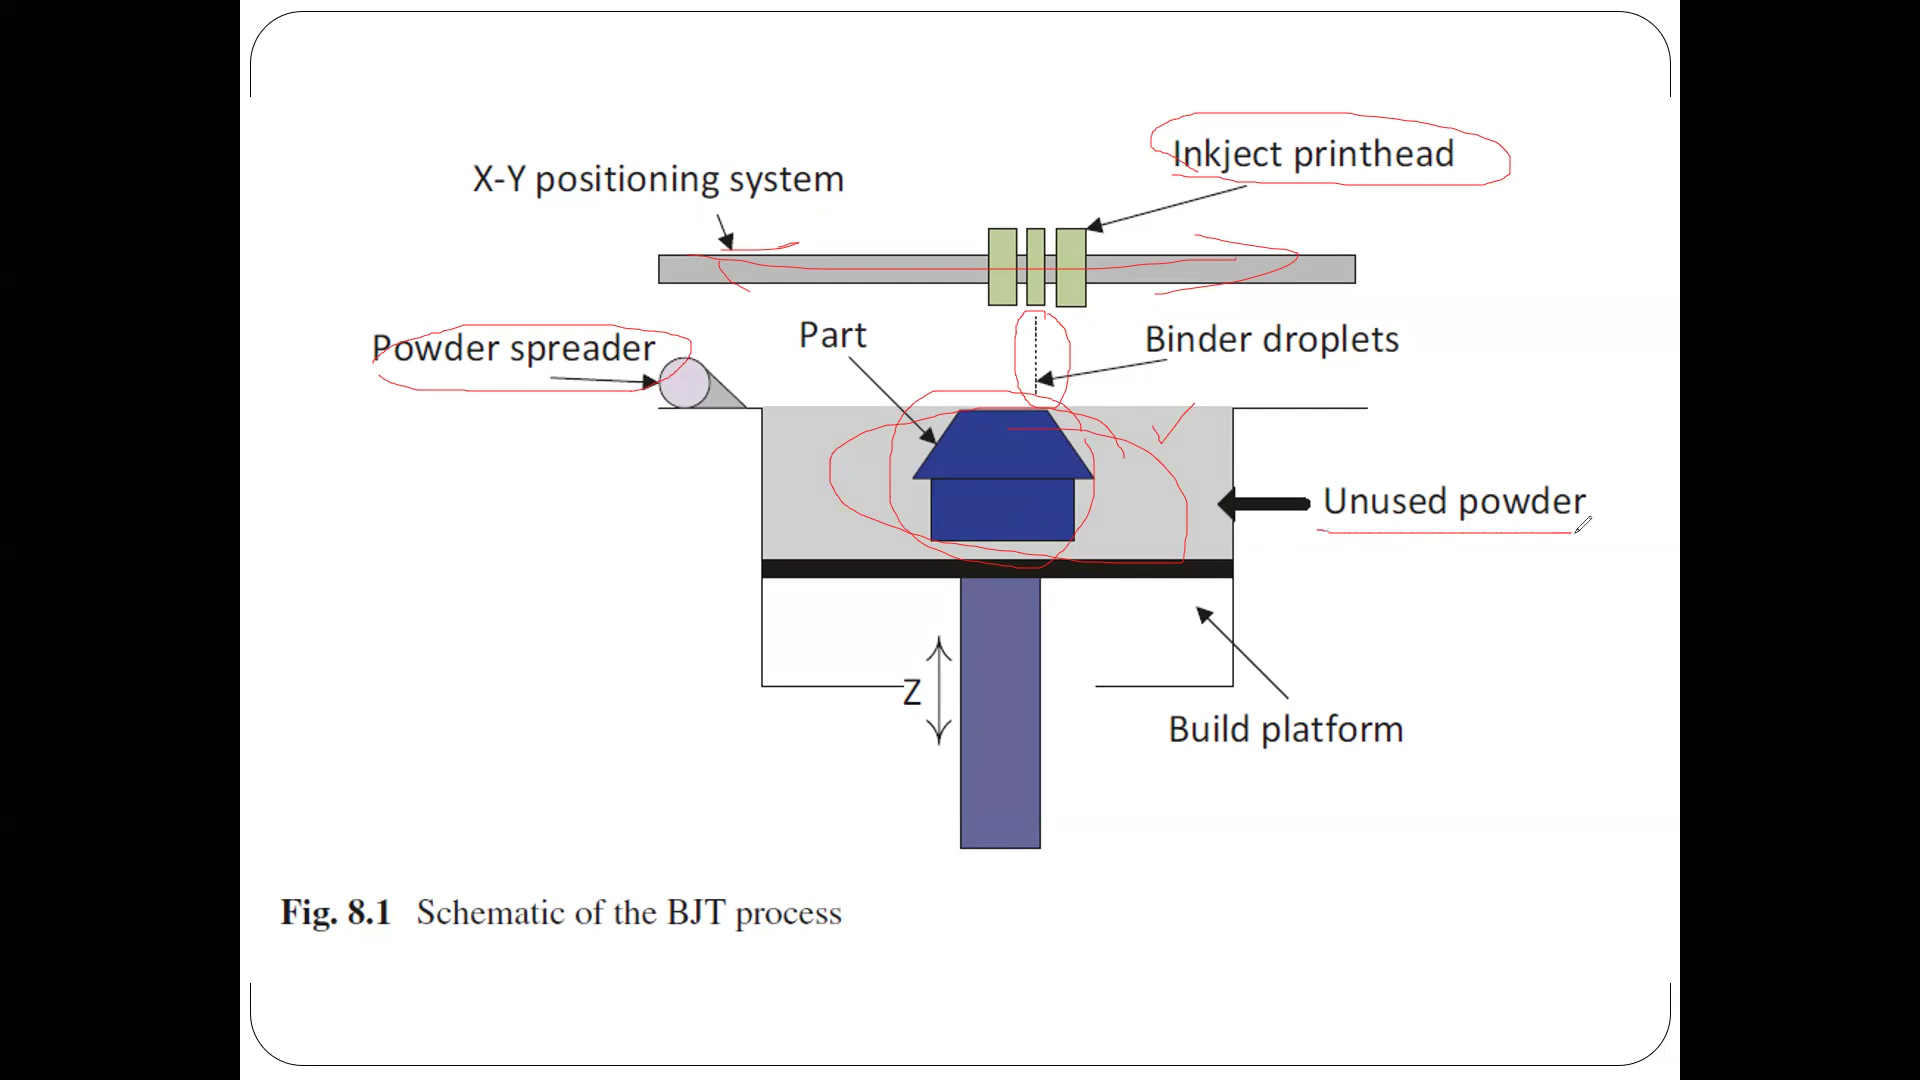 Inkject printhead
X-Y positioning system
Powder spreader
Part
Binder droplets
Unused powder
Z
Build platform
Fig. 8.1 Schematic of the BJT process